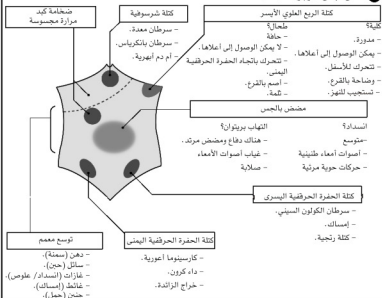 ضخامة كبد
مرارة مجسوسة
كتلة شرسوفية
– سرطان معدة.
– سرطان بانكرياس.
– أم دم أبهرية.
كتلة الربع العلوي الأيسر
كلية؟
– مدورة.
– يمكن الوصول إلى أعلاها.
– تتحرك للأسفل.
– وضاحة بالقرع.
– تستجيب للنهز.
طحال؟
– حافة
– لا يمكن الوصول إلى أعلاها.
– تتحرك باتجاه الحفرة الحرقفية
اليمنى.
– أصم بالقرع.
– ثلمة.
مضض بالجس
انسداد؟
–متوسع
– أصوات أمعاء طنينية
– حركات حوية مرئية
التهاب بريتوان؟
– هناك دفاع ومضض مرتد.
– غياب أصوات الأمعاء
– صلابة
كتلة الحفرة الحرقفية اليسرى
– سرطان الكولون السيني.
– إمساك.
– كتلة رتجية.
كتلة الحفرة الحرقفية اليمنى
– كارسينوما أعورية.
– داء كرون.
– خراج الزائدة.
توسع معمم
– دهن (سمنة).
– سائل (حبن).
– غازات (انسداد/ علوص).
– غائط (إمساك).
– جنين (حمل).